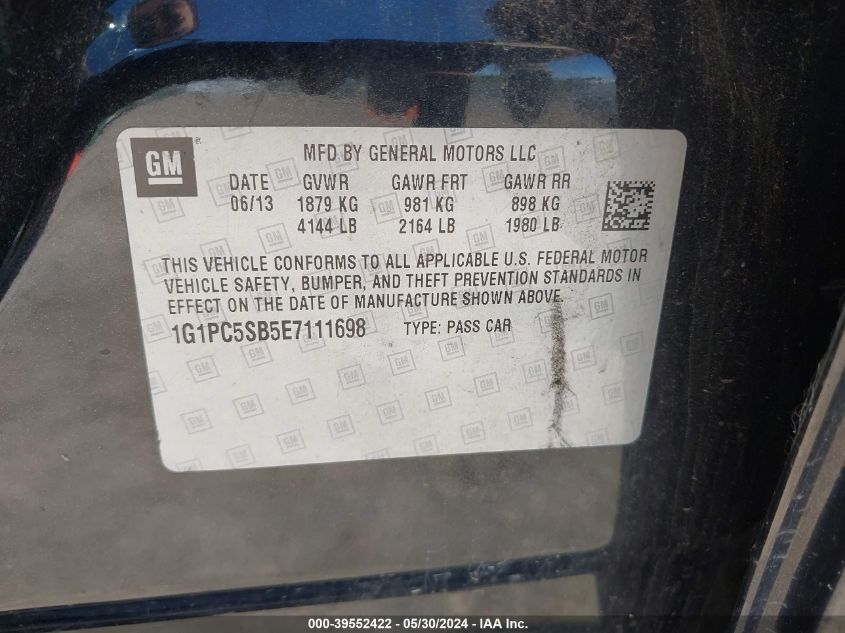 GM
MFD BY GENERAL MOTORS LLC
DATE GVWR GAWR FRT GAWR RR
06/13 1879 KG 981 KG 898 KG
4144 LB 2164 LB 1980 LB
THIS VEHICLE CONFORMS TO ALL APPLICABLE U.S. FEDERAL MOTOR
VEHICLE SAFETY, BUMPER, AND THEFT PREVENTION STANDARDS IN
EFFECT ON THE DATE OF MANUFACTURE SHOWN ABOVE.
1G1PC5SB5E7111698 TYPE: PASS CAR
000-39552422 - 05/30/2024 - IAA Inc.